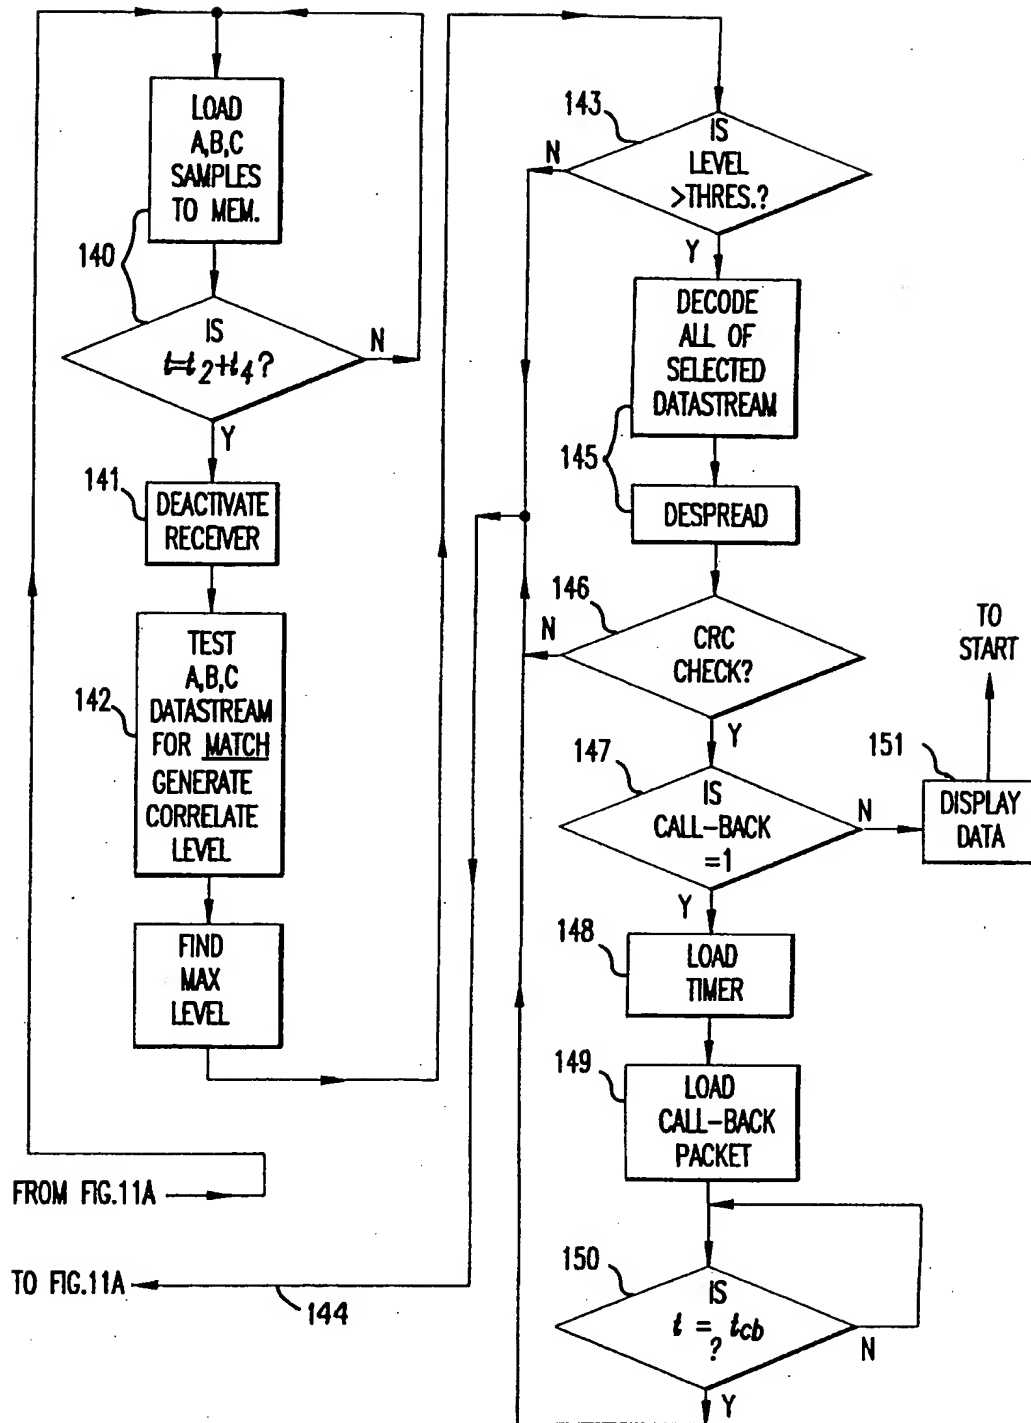 LOAD
A,B,C
SAMPLES
TO MEM.
140
IS
t=t2+t4?
N
Y
141
DEACTIVATE
RECEIVER
142
TEST
A,B,C
DATASTREAM
FOR MATCH
GENERATE
CORRELATE
LEVEL
FIND
MAX
LEVEL
FROM FIG.11A
TO FIG.11A
144
143
IS
LEVEL
>THRES.?
N
Y
DECODE
ALL OF
SELECTED
DATASTREAM
145
DESPREAD
146
CRC
CHECK?
N
Y
147
IS
CALL-BACK
=1
N
Y
151
DISPLAY
DATA
TO
START
148
LOAD
TIMER
149
LOAD
CALL-BACK
PACKET
150
IS
t = tcb
?
N
Y